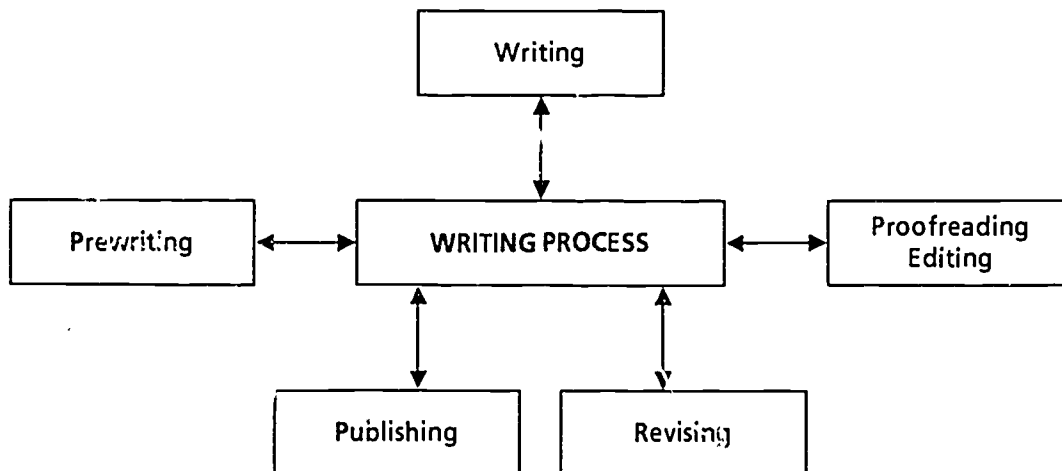 Writing
Prewriting
WRITING PROCESS
Proofreading
Editing
Publishing
Revising